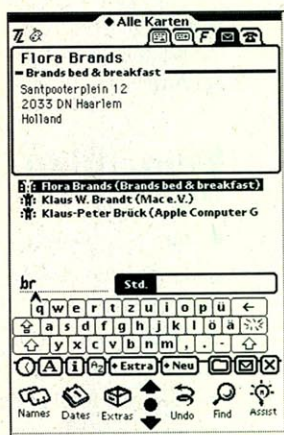 ◆ Alle Karten
F
Flora Brands
Brands bed & breakfast
Santpooterplein 12
2033 DN Haarlem
Holland
Flora Brands (Brands bed & breakfast)
Klaus W. Brandt (Mac e.V.)
Klaus-Peter Brück (Apple Computer G
br
Std.
q w e r t z u i o p ü ←
a s d f g h j k l ö ä
y x c v b n m , . -
A i Az ◆ Extra ◆ Neu X
Names Dates Extras Undo Find Assist